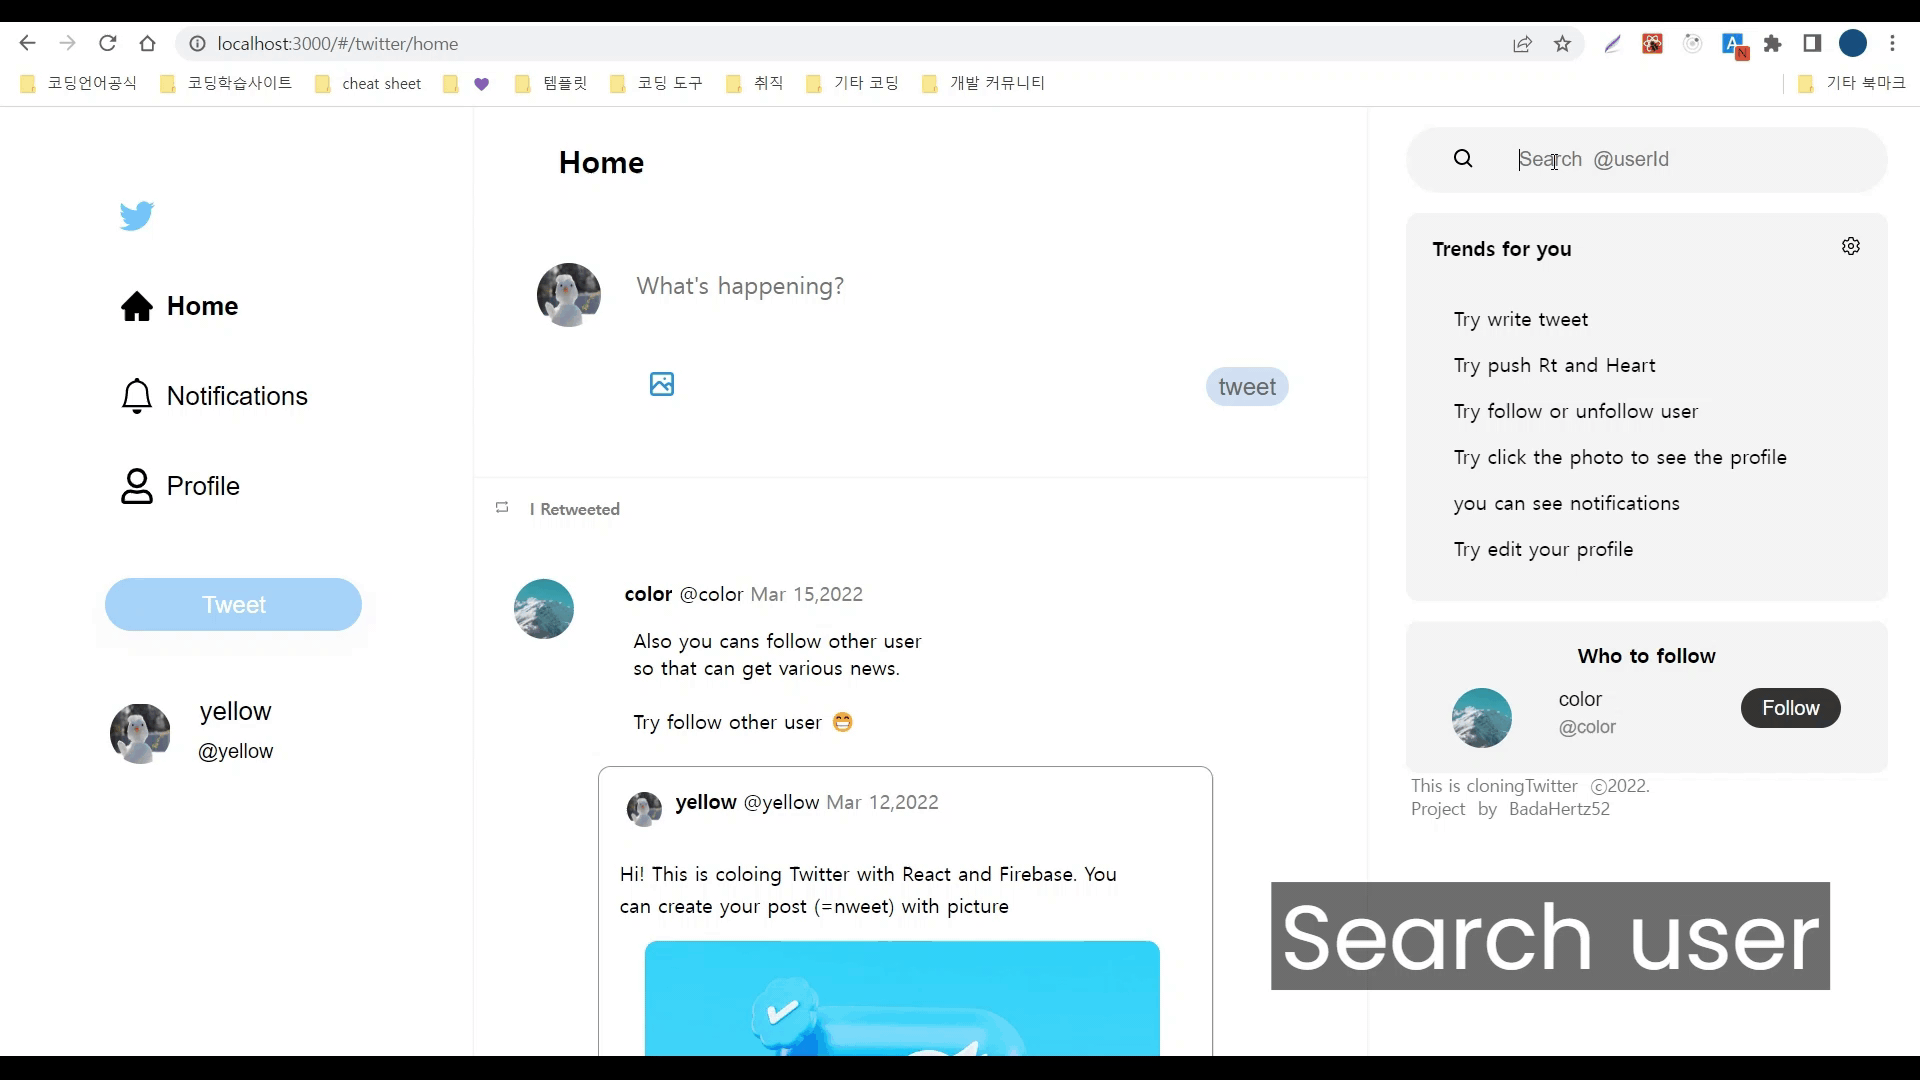 localhost:3000/#/twitter/home
코딩언어공식
코딩학습사이트
cheat sheet
템플릿
코딩 도구
취직
기타 코딩
개발 커뮤니티
기타 북마크
Home
Notifications
Profile
Tweet
yellow
@yellow
Home
What's happening?
tweet
I Retweeted
color @color Mar 15,2022
Also you cans follow other user
so that can get various news.
Try follow other user 😁
yellow @yellow Mar 12,2022
Hi! This is coloing Twitter with React and Firebase. You
can create your post (=nweet) with picture
Search @userId
Trends for you
Try write tweet
Try push Rt and Heart
Try follow or unfollow user
Try click the photo to see the profile
you can see notifications
Try edit your profile
Who to follow
color
@color
Follow
This is cloningTwitter ⓒ2022.
Project by BadaHertz52
Search user